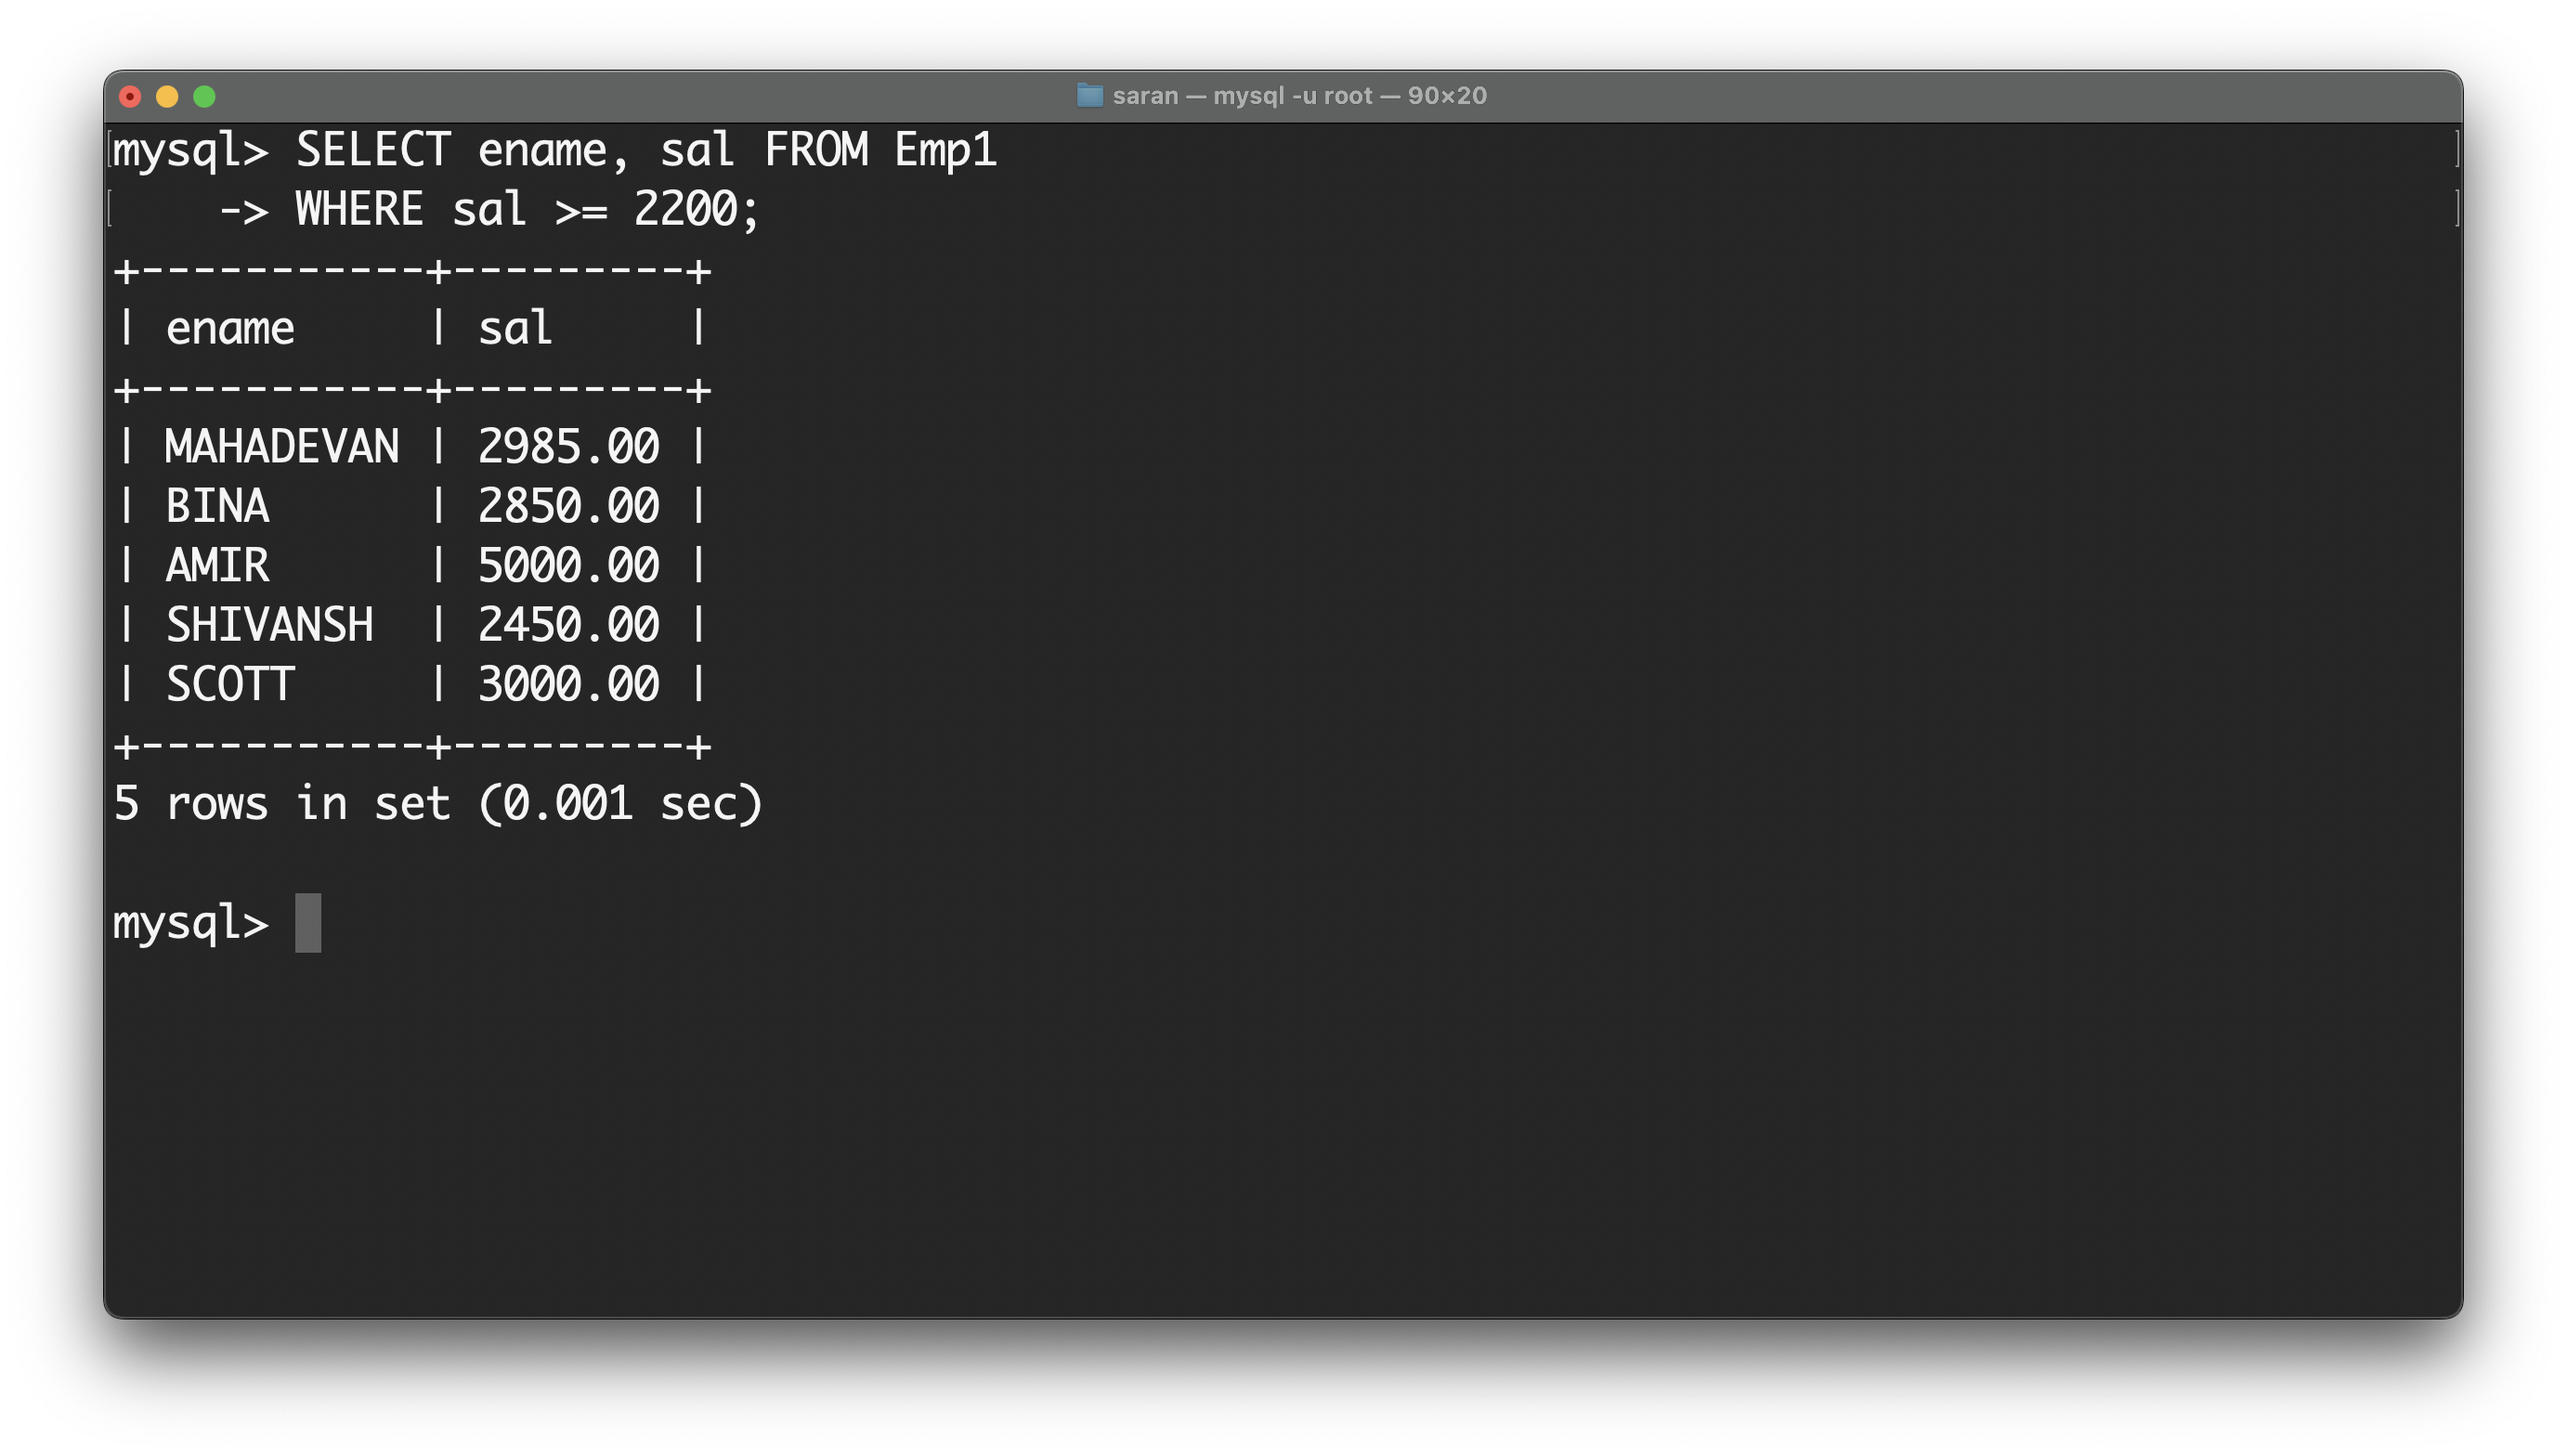 saran — mysql -u root — 90×20
mysql> SELECT ename, sal FROM Emp1
    -> WHERE sal >= 2200;
+-----------+---------+
| ename     | sal     |
+-----------+---------+
| MAHADEVAN | 2985.00 |
| BINA      | 2850.00 |
| AMIR      | 5000.00 |
| SHIVANSH  | 2450.00 |
| SCOTT     | 3000.00 |
+-----------+---------+
5 rows in set (0.001 sec)
mysql>